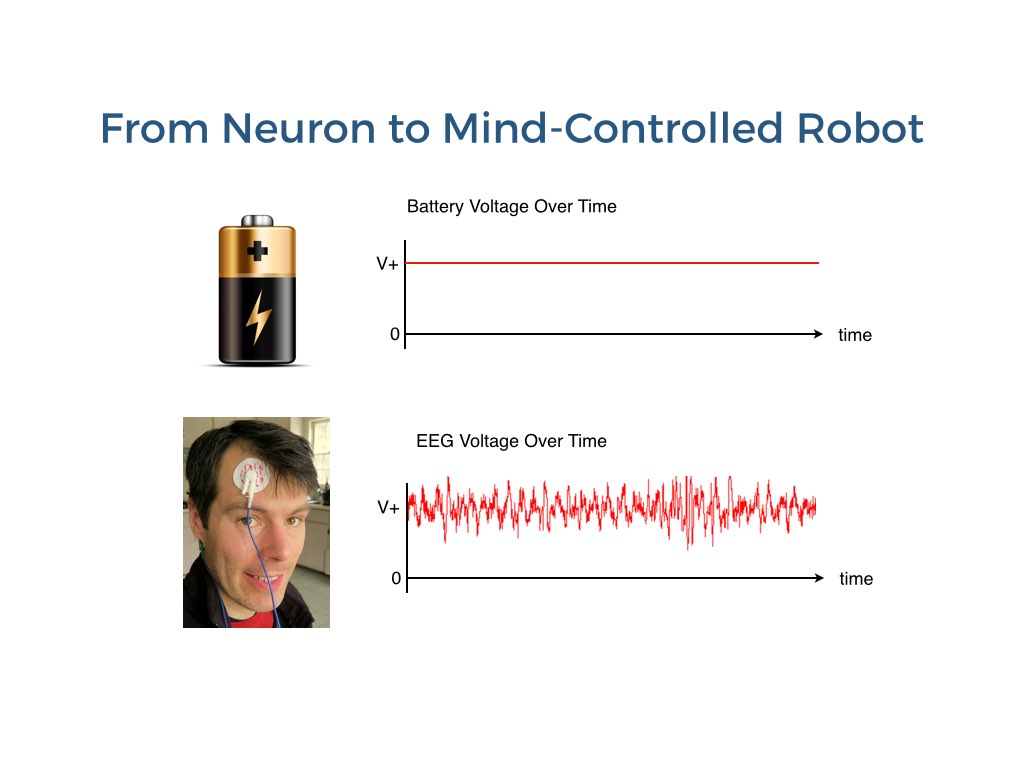 From Neuron to Mind-Controlled Robot
Battery Voltage Over Time
V+
0
time
EEG Voltage Over Time
V+
0
time